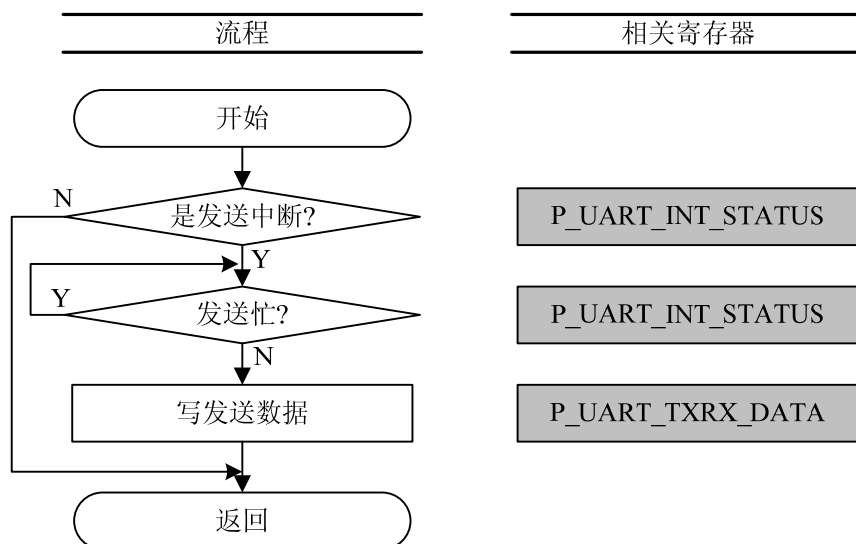 流程
相关寄存器
开始
N
是发送中断?
P_UART_INT_STATUS
Y
Y
发送忙?
P_UART_INT_STATUS
N
写发送数据
P_UART_TXRX_DATA
返回